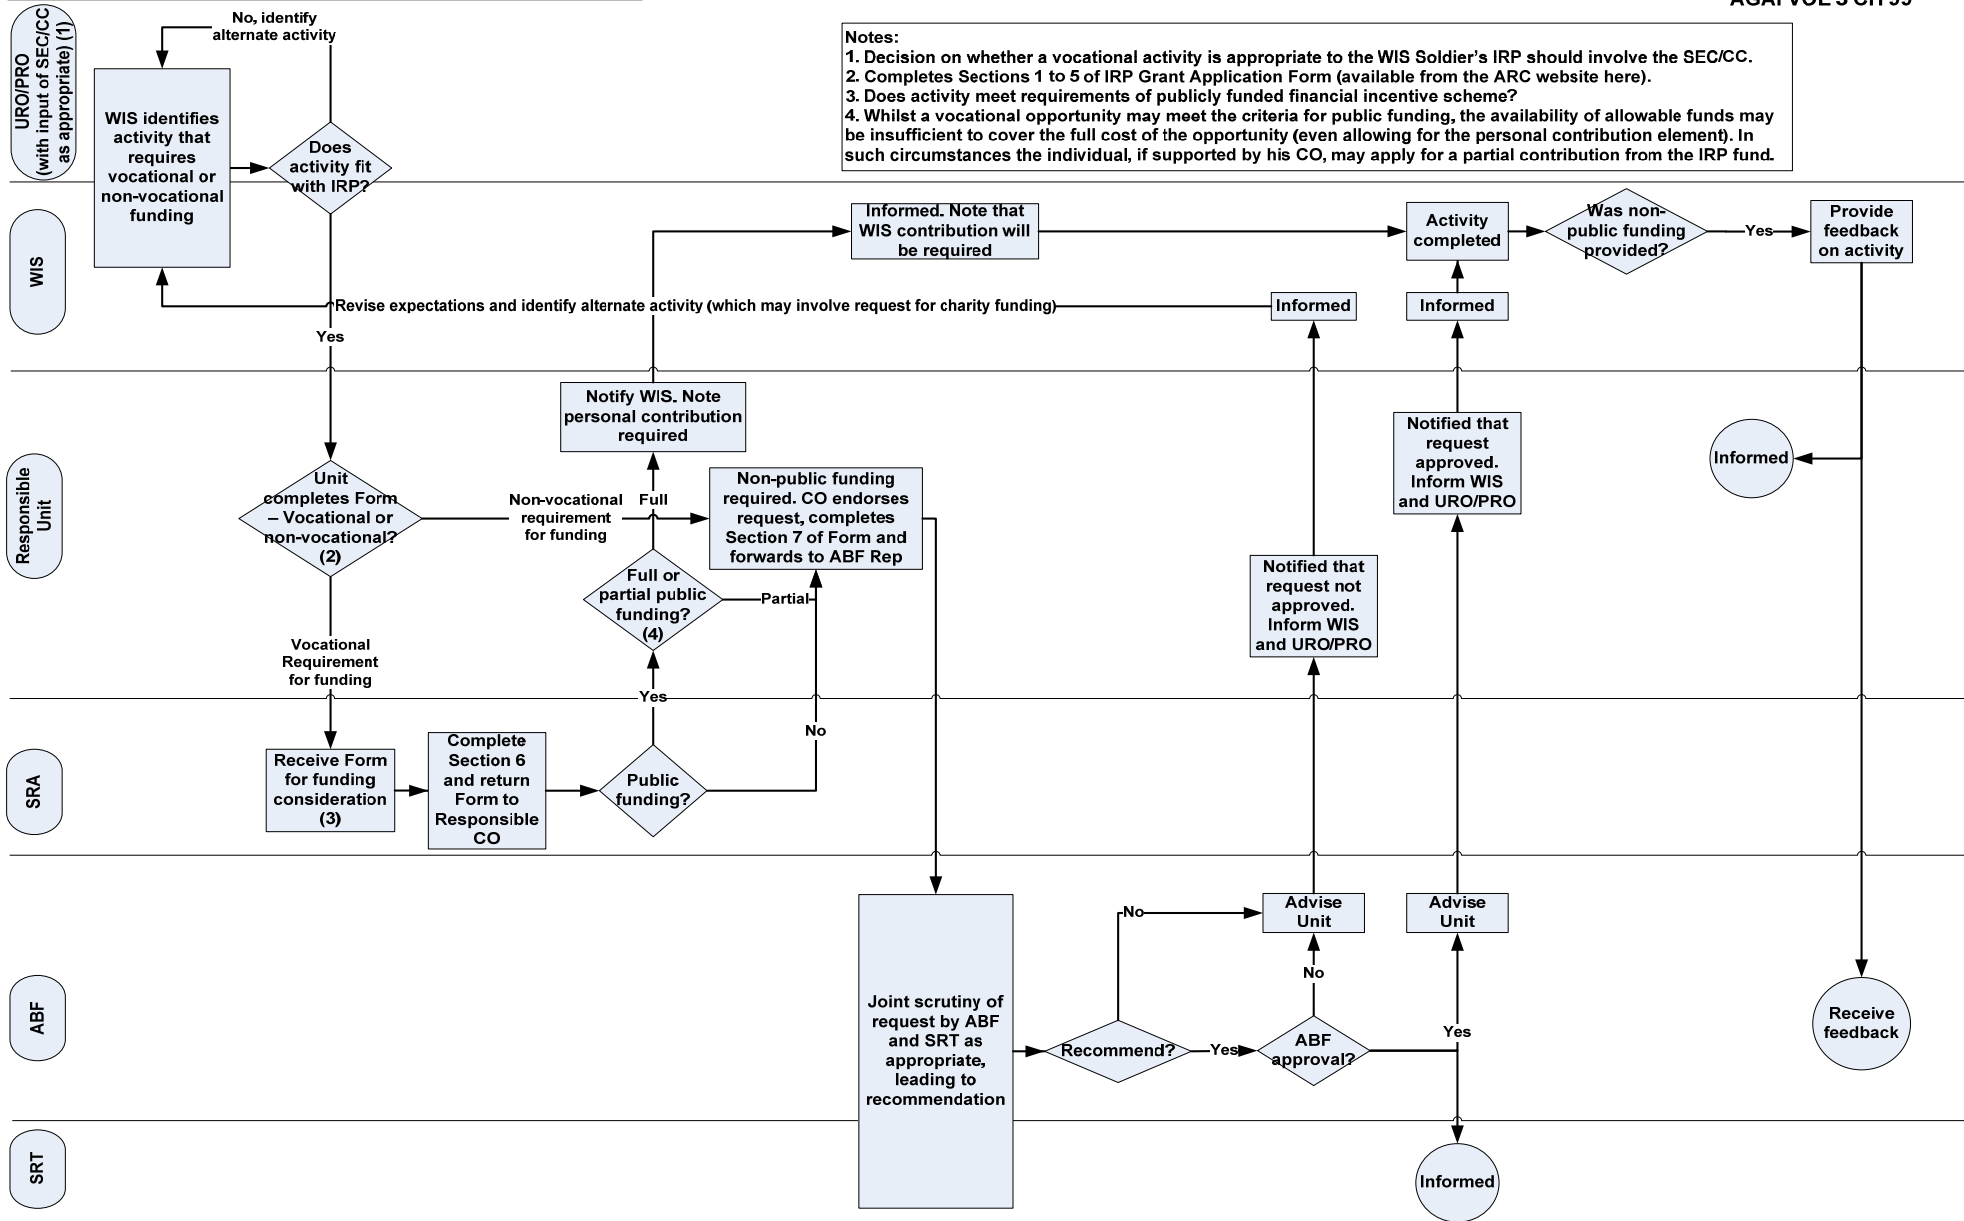 AGAI VOL 3 CH 99
URO/PRO
(with input of SEC/CC
as appropriate) (1)
No, identify
alternate activity
WIS identifies
activity that
requires
vocational or
non-vocational
funding
Does
activity fit
with IRP?
Notes:
1. Decision on whether a vocational activity is appropriate to the WIS Soldier's IRP should involve the SEC/CC.
2. Completes Sections 1 to 5 of IRP Grant Application Form (available from the ARC website here).
3. Does activity meet requirements of publicly funded financial incentive scheme?
4. Whilst a vocational opportunity may meet the criteria for public funding, the availability of allowable funds may
be insufficient to cover the full cost of the opportunity (even allowing for the personal contribution element). In
such circumstances the individual, if supported by his CO, may apply for a partial contribution from the IRP fund.
WIS
Informed. Note that
WIS contribution will
be required
Activity
completed
Was non-
public funding
provided?
Yes
Provide
feedback
on activity
Revise expectations and identify alternate activity (which may involve request for charity funding)
Informed
Informed
Yes
Responsible
Unit
Notify WIS. Note
personal contribution
required
Unit
completes Form
– Vocational or
non-vocational?
(2)
Non-vocational
requirement
for funding
Full
Non-public funding
required. CO endorses
request, completes
Section 7 of Form and
forwards to ABF Rep
Full or
partial public
funding?
(4)
Partial
Notified that
request not
approved.
Inform WIS
and URO/PRO
Notified that
request
approved.
Inform WIS
and URO/PRO
Informed
Vocational
Requirement
for funding
Yes
No
SRA
Receive Form
for funding
consideration
(3)
Complete
Section 6
and return
Form to
Responsible
CO
Public
funding?
ABF
Joint scrutiny of
request by ABF
and SRT as
appropriate,
leading to
recommendation
Recommend?
No
Yes
ABF
approval?
No
Advise
Unit
Advise
Unit
Yes
Receive
feedback
SRT
Informed